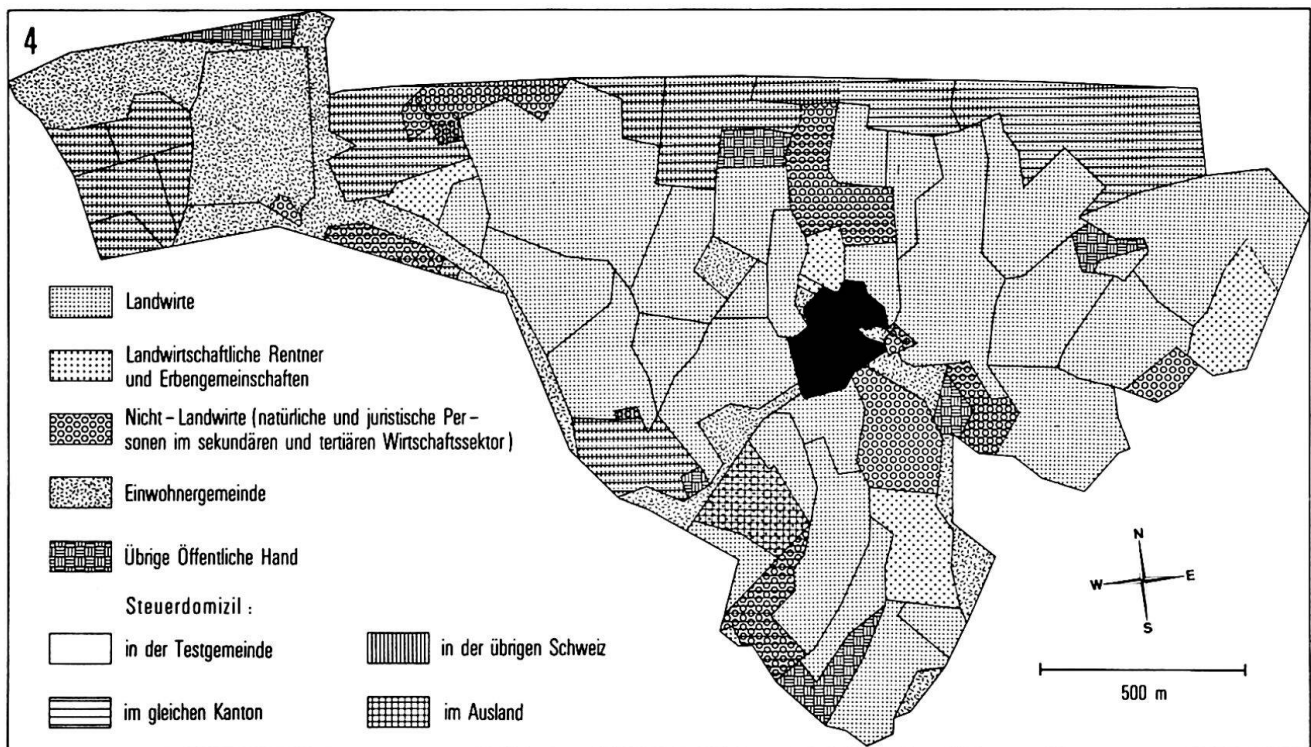 4
Landwirte
Landwirtschaftliche Rentner
und Erbengemeinschaften
Nicht-Landwirte (natürliche und juristische Per-
sonen im sekundären und tertiären Wirtschaftssektor)
Einwohnergemeinde
Übrige Öffentliche Hand
Steuerdomizil :
in der Testgemeinde
in der übrigen Schweiz
im gleichen Kanton
im Ausland
N
W E
S
500 m